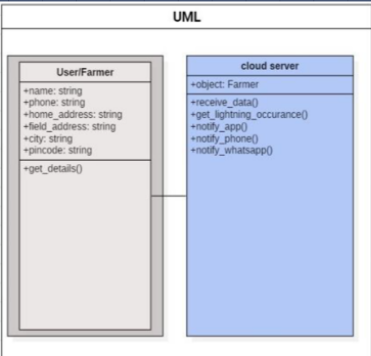 UML
User/Farmer
+name: string
+phone: string
+home_address: string
+field_address: string
+city: string
+pincode: string
+get_details()
cloud server
+object: Farmer
+receive_data()
+get_lightning_occurance()
+notify_app()
+notify_phone()
+notify_whatsapp()